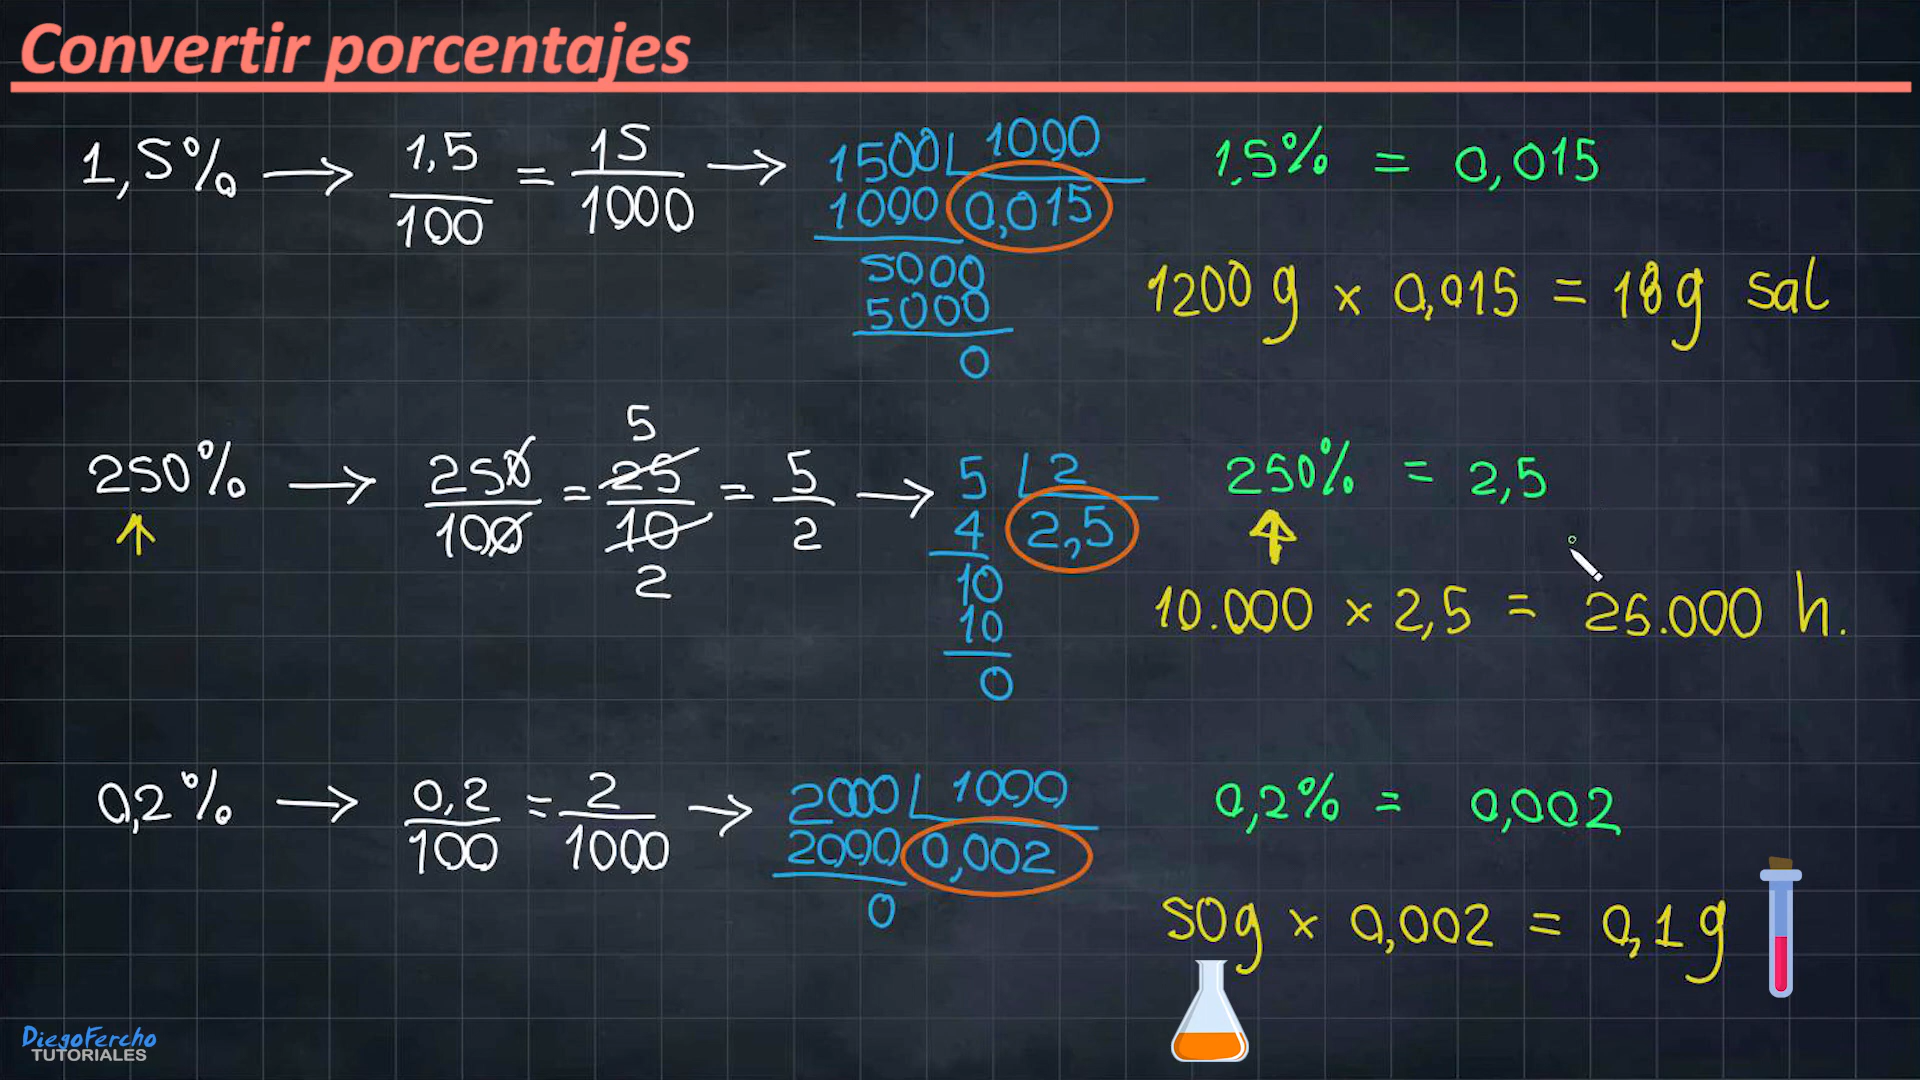 Convertir porcentajes
1,5% → 1,5/100 = 15/1000 → 1500 | 1000
1000 0,015
5000
5000
0
1,5% = 0,015
1200 g x 0,015 = 18g sal
250% → 250/100 = 25/10 = 5/2 → 5 | 2
5
2
4 2,5
10
10
0
250% = 2,5
10.000 x 2,5 = 25.000 h.
0,2% → 0,2/100 = 2/1000 → 2000 | 1000
2000 0,002
0
0,2% = 0,002
50g x 0,002 = 0,1 g
DiegoFercho
TUTORIALES